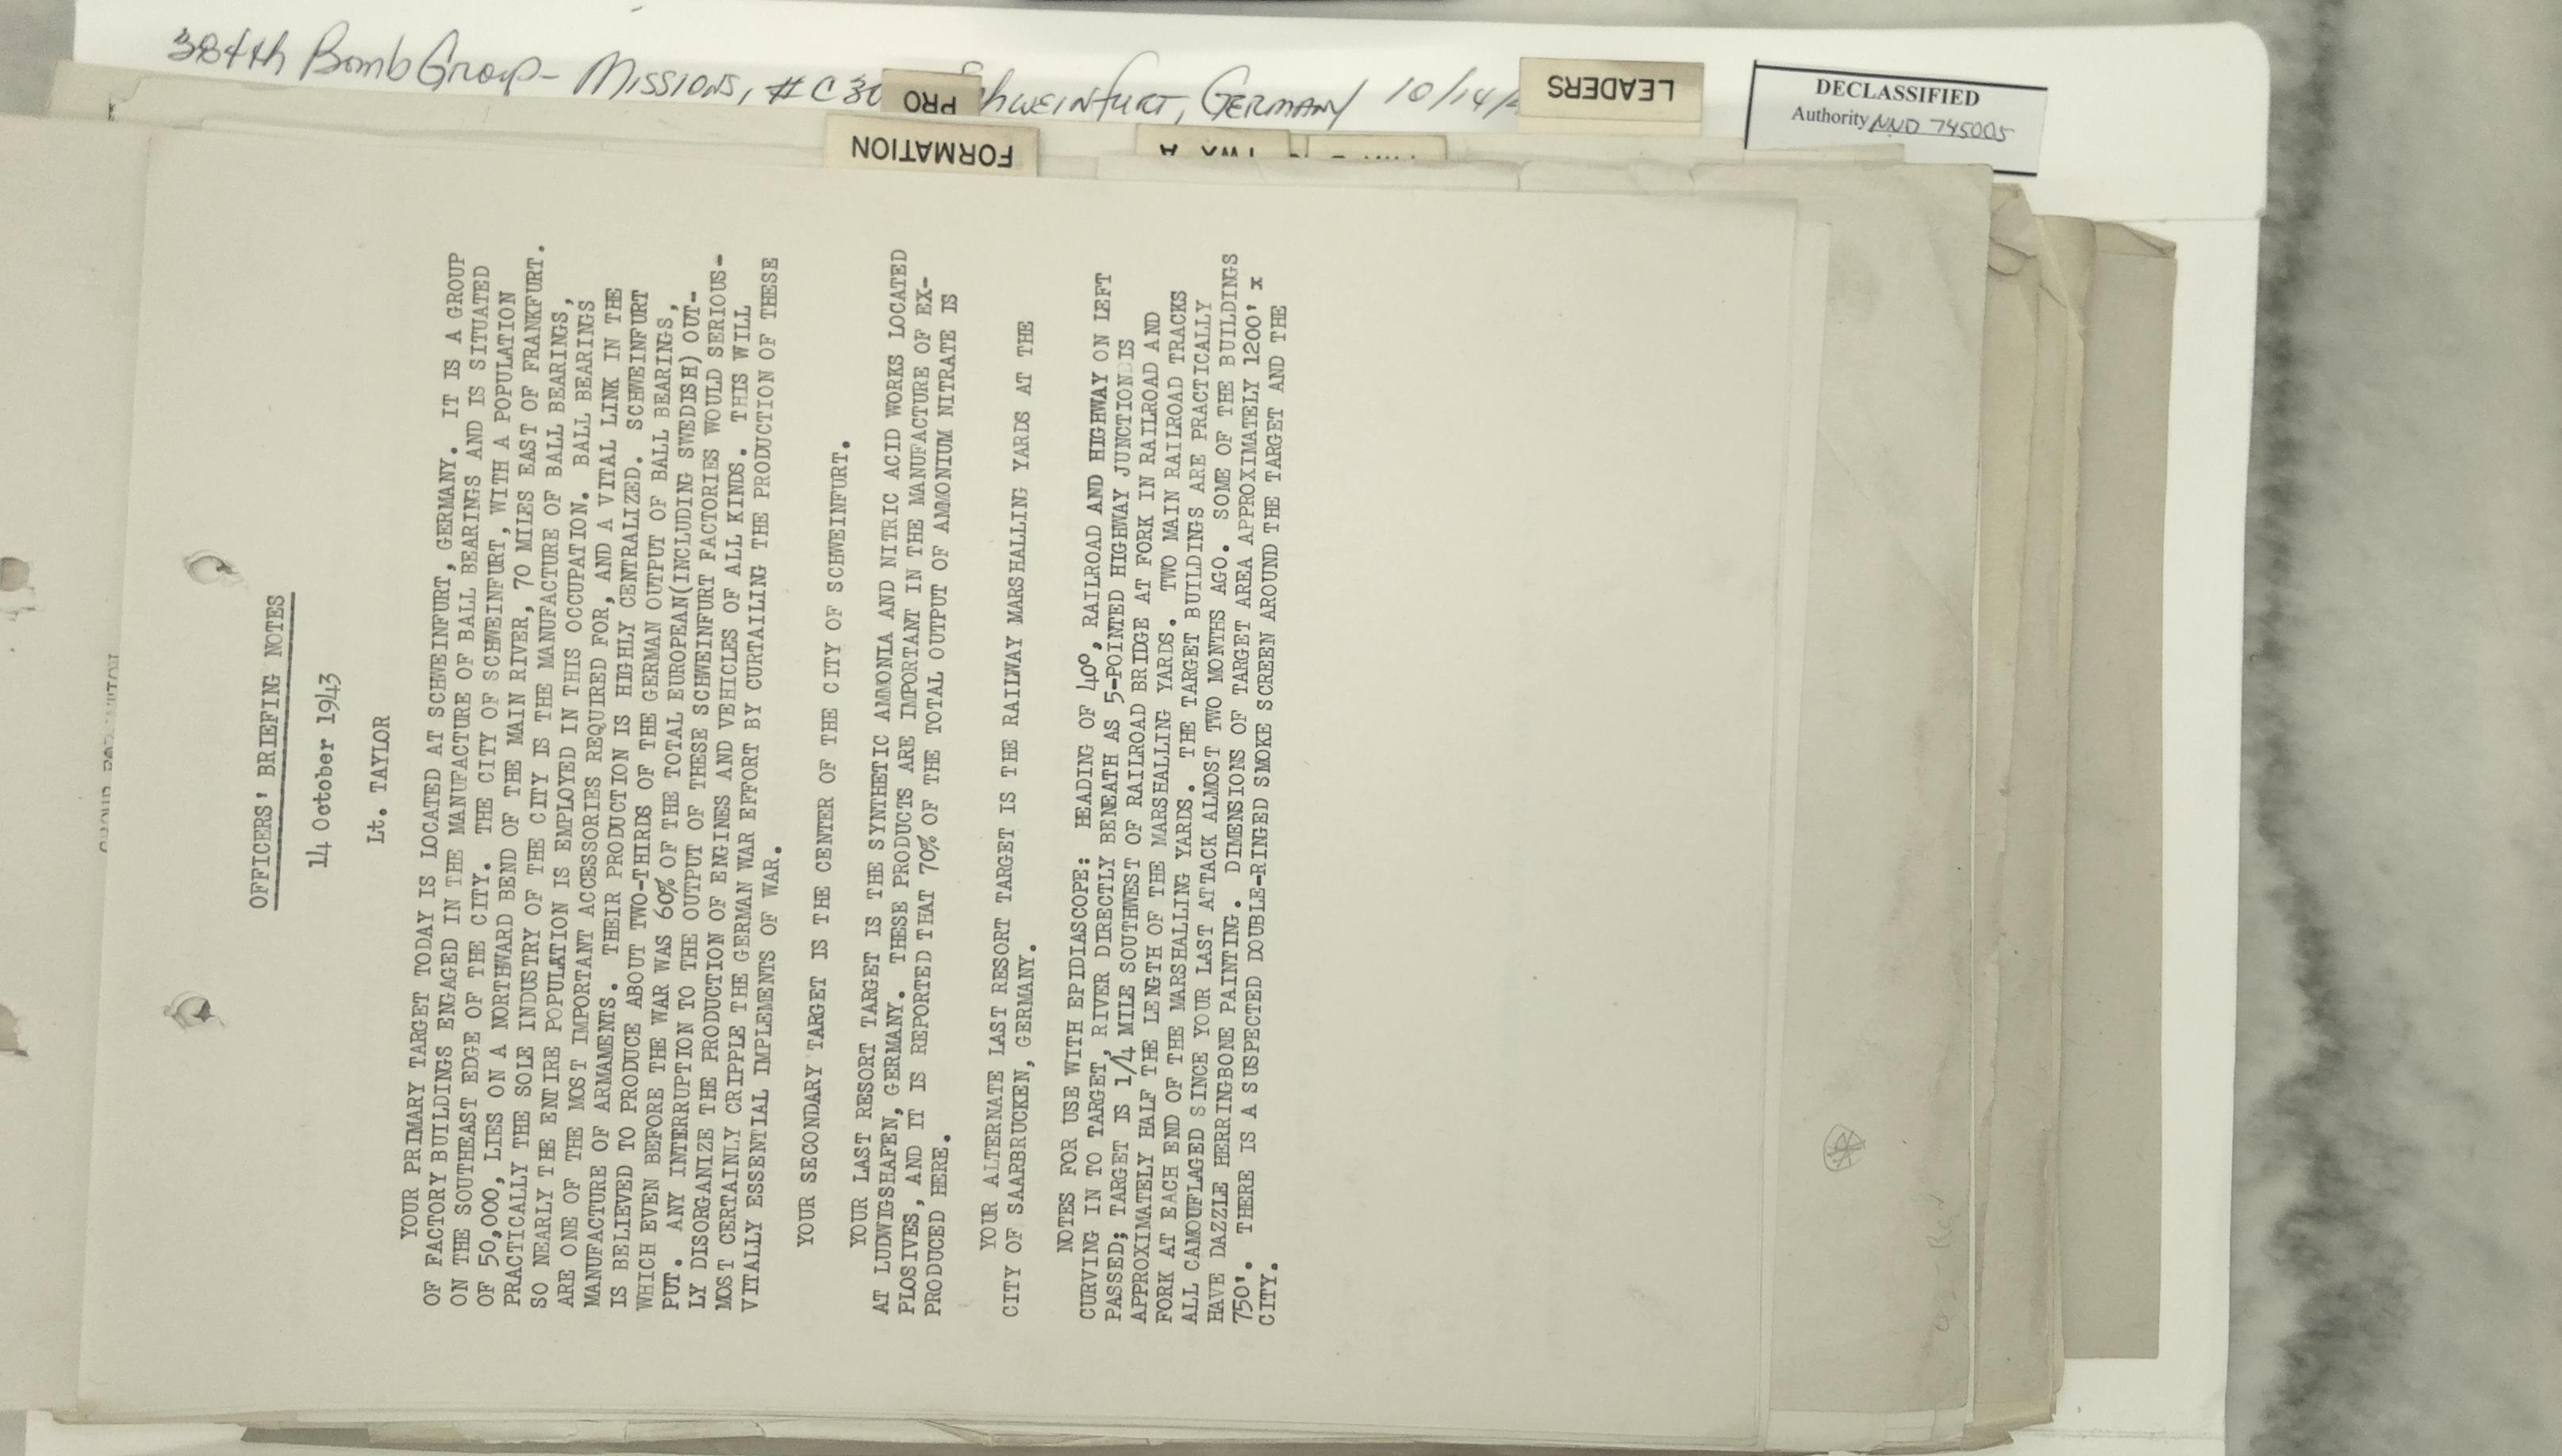 384th Bomb Group - Missions, #C30 chweinfurt, Germany 10/14/
PRO
LEADERS
DECLASSIFIED
Authority NND 745005
FORMATION
OFFICERS' BRIEFING NOTES
14 October 1943
Lt. TAYLOR
YOUR PRIMARY TARGET TODAY IS LOCATED AT SCHWEINFURT, GERMANY. IT IS A GROUP
OF FACTORY BUILDINGS ENGAGED IN THE MANUFACTURE OF BALL BEARINGS AND IS SITUATED
ON THE SOUTHEAST EDGE OF THE CITY. THE CITY OF SCHWEINFURT, WITH A POPULATION
OF 50,000, LIES ON A NORTHWARD BEND OF THE MAIN RIVER, 70 MILES EAST OF FRANKFURT.
PRACTICALLY THE SOLE INDUSTRY OF THE CITY IS THE MANUFACTURE OF BALL BEARINGS,
SO NEARLY THE ENTIRE POPULATION IS EMPLOYED IN THIS OCCUPATION. BALL BEARINGS
ARE ONE OF THE MOST IMPORTANT ACCESSORIES REQUIRED FOR, AND A VITAL LINK IN THE
MANUFACTURE OF ARMAMENTS. THEIR PRODUCTION IS HIGHLY CENTRALIZED. SCHWEINFURT
IS BELIEVED TO PRODUCE ABOUT TWO-THIRDS OF THE GERMAN OUTPUT OF BALL BEARINGS,
WHICH EVEN BEFORE THE WAR WAS 60% OF THE TOTAL EUROPEAN(INCLUDING SWEDISH) OUT-
PUT. ANY INTERRUPTION TO THE OUTPUT OF THESE SCHWEINFURT FACTORIES WOULD SERIOUS-
LY DISORGANIZE THE PRODUCTION OF ENGINES AND VEHICLES OF ALL KINDS. THIS WILL
MOST CERTAINLY CRIPPLE THE GERMAN WAR EFFORT BY CURTAILING THE PRODUCTION OF THESE
VITALLY ESSENTIAL IMPLEMENTS OF WAR.
YOUR SECONDARY TARGET IS THE CENTER OF THE CITY OF SCHWEINFURT.
YOUR LAST RESORT TARGET IS THE SYNTHETIC AMMONIA AND NITRIC ACID WORKS LOCATED
AT LUDWIGSHAFEN, GERMANY. THESE PRODUCTS ARE IMPORTANT IN THE MANUFACTURE OF EX-
PLOSIVES, AND IT IS REPORTED THAT 70% OF THE TOTAL OUTPUT OF AMMONIUM NITRATE IS
PRODUCED HERE.
YOUR ALTERNATE LAST RESORT TARGET IS THE RAILWAY MARSHALLING YARDS AT THE
CITY OF SAARBRUCKEN, GERMANY.
NOTES FOR USE WITH EPIDIASCOPE: HEADING OF 40°, RAILROAD AND HIGHWAY ON LEFT
CURVING IN TO TARGET, RIVER DIRECTLY BENEATH AS 5-POINTED HIGHWAY JUNCTION IS
PASSED; TARGET IS 1/4 MILE SOUTHWEST OF RAILROAD BRIDGE AT FORK IN RAILROAD AND
APPROXIMATELY HALF THE LENGTH OF THE MARSHALLING YARDS. TWO MAIN RAILROAD TRACKS
FORK AT EACH END OF THE MARSHALLING YARDS. THE TARGET BUILDINGS ARE PRACTICALLY
ALL CAMOUFLAGED SINCE YOUR LAST ATTACK ALMOST TWO MONTHS AGO. SOME OF THE BUILDINGS
HAVE DAZZLE HERRINGBONE PAINTING. DIMENSIONS OF TARGET AREA APPROXIMATELY 1200' x
750'. THERE IS A SUSPECTED DOUBLE-RINGED SMOKE SCREEN AROUND THE TARGET AND THE
CITY.